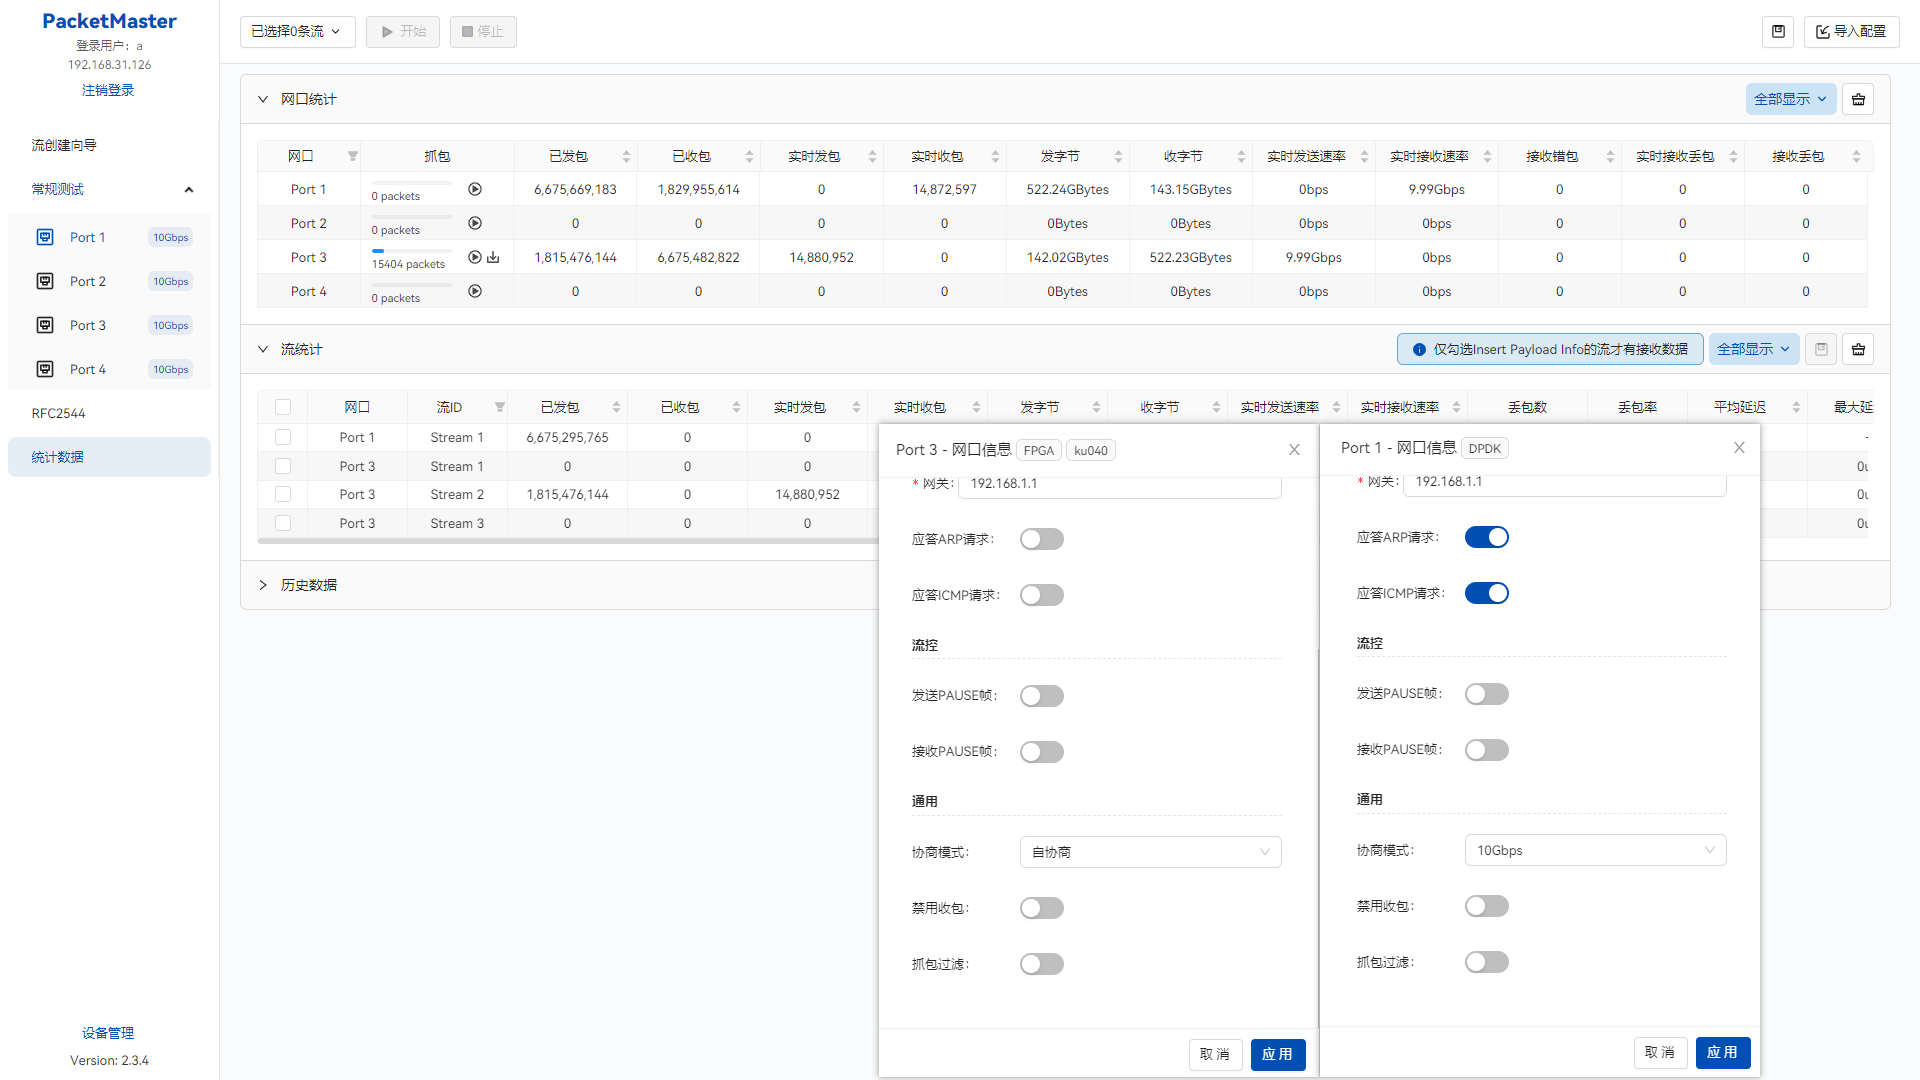 PacketMaster
登录用户：a
192.168.31.126
注销登录
流创建向导
常规测试
Port 1 10Gbps
Port 2 10Gbps
Port 3 10Gbps
Port 4 10Gbps
RFC2544
统计数据
设备管理
Version: 2.3.4
已选择0条流 开始 停止 导入配置
网口统计 全部显示
网口 抓包 已发包 已收包 实时发包 实时收包 发字节 收字节 实时发送速率 实时接收速率 接收错包 实时接收丢包 接收丢包
Port 1 0 packets 6,675,669,183 1,829,955,614 0 14,872,597 522.24GBytes 143.15GBytes 0bps 9.99Gbps 0 0 0
Port 2 0 packets 0 0 0 0 0Bytes 0Bytes 0bps 0bps 0 0 0
Port 3 15404 packets 1,815,476,144 6,675,482,822 14,880,952 0 142.02GBytes 522.23GBytes 9.99Gbps 0bps 0 0 0
Port 4 0 packets 0 0 0 0 0Bytes 0Bytes 0bps 0bps 0 0 0
流统计 仅勾选Insert Payload Info的流才有接收数据 全部显示
网口 流ID 已发包 已收包 实时发包 实时收包 发字节 收字节 实时发送速率 实时接收速率 丢包数 丢包率 平均延迟 最大延
Port 1 Stream 1 6,675,295,765 0 0 -
Port 3 Stream 1 0 0 0 0u
Port 3 Stream 2 1,815,476,144 0 14,880,952 0u
Port 3 Stream 3 0 0 0 0u
历史数据
Port 3 - 网口信息 FPGA ku040
* 网关: 192.168.1.1
应答ARP请求:
应答ICMP请求:
流控
发送PAUSE帧:
接收PAUSE帧:
通用
协商模式: 自协商
禁用收包:
抓包过滤:
取 消 应 用
Port 1 - 网口信息 DPDK
* 网关: 192.168.1.1
应答ARP请求:
应答ICMP请求:
流控
发送PAUSE帧:
接收PAUSE帧:
通用
协商模式: 10Gbps
禁用收包:
抓包过滤:
取 消 应 用